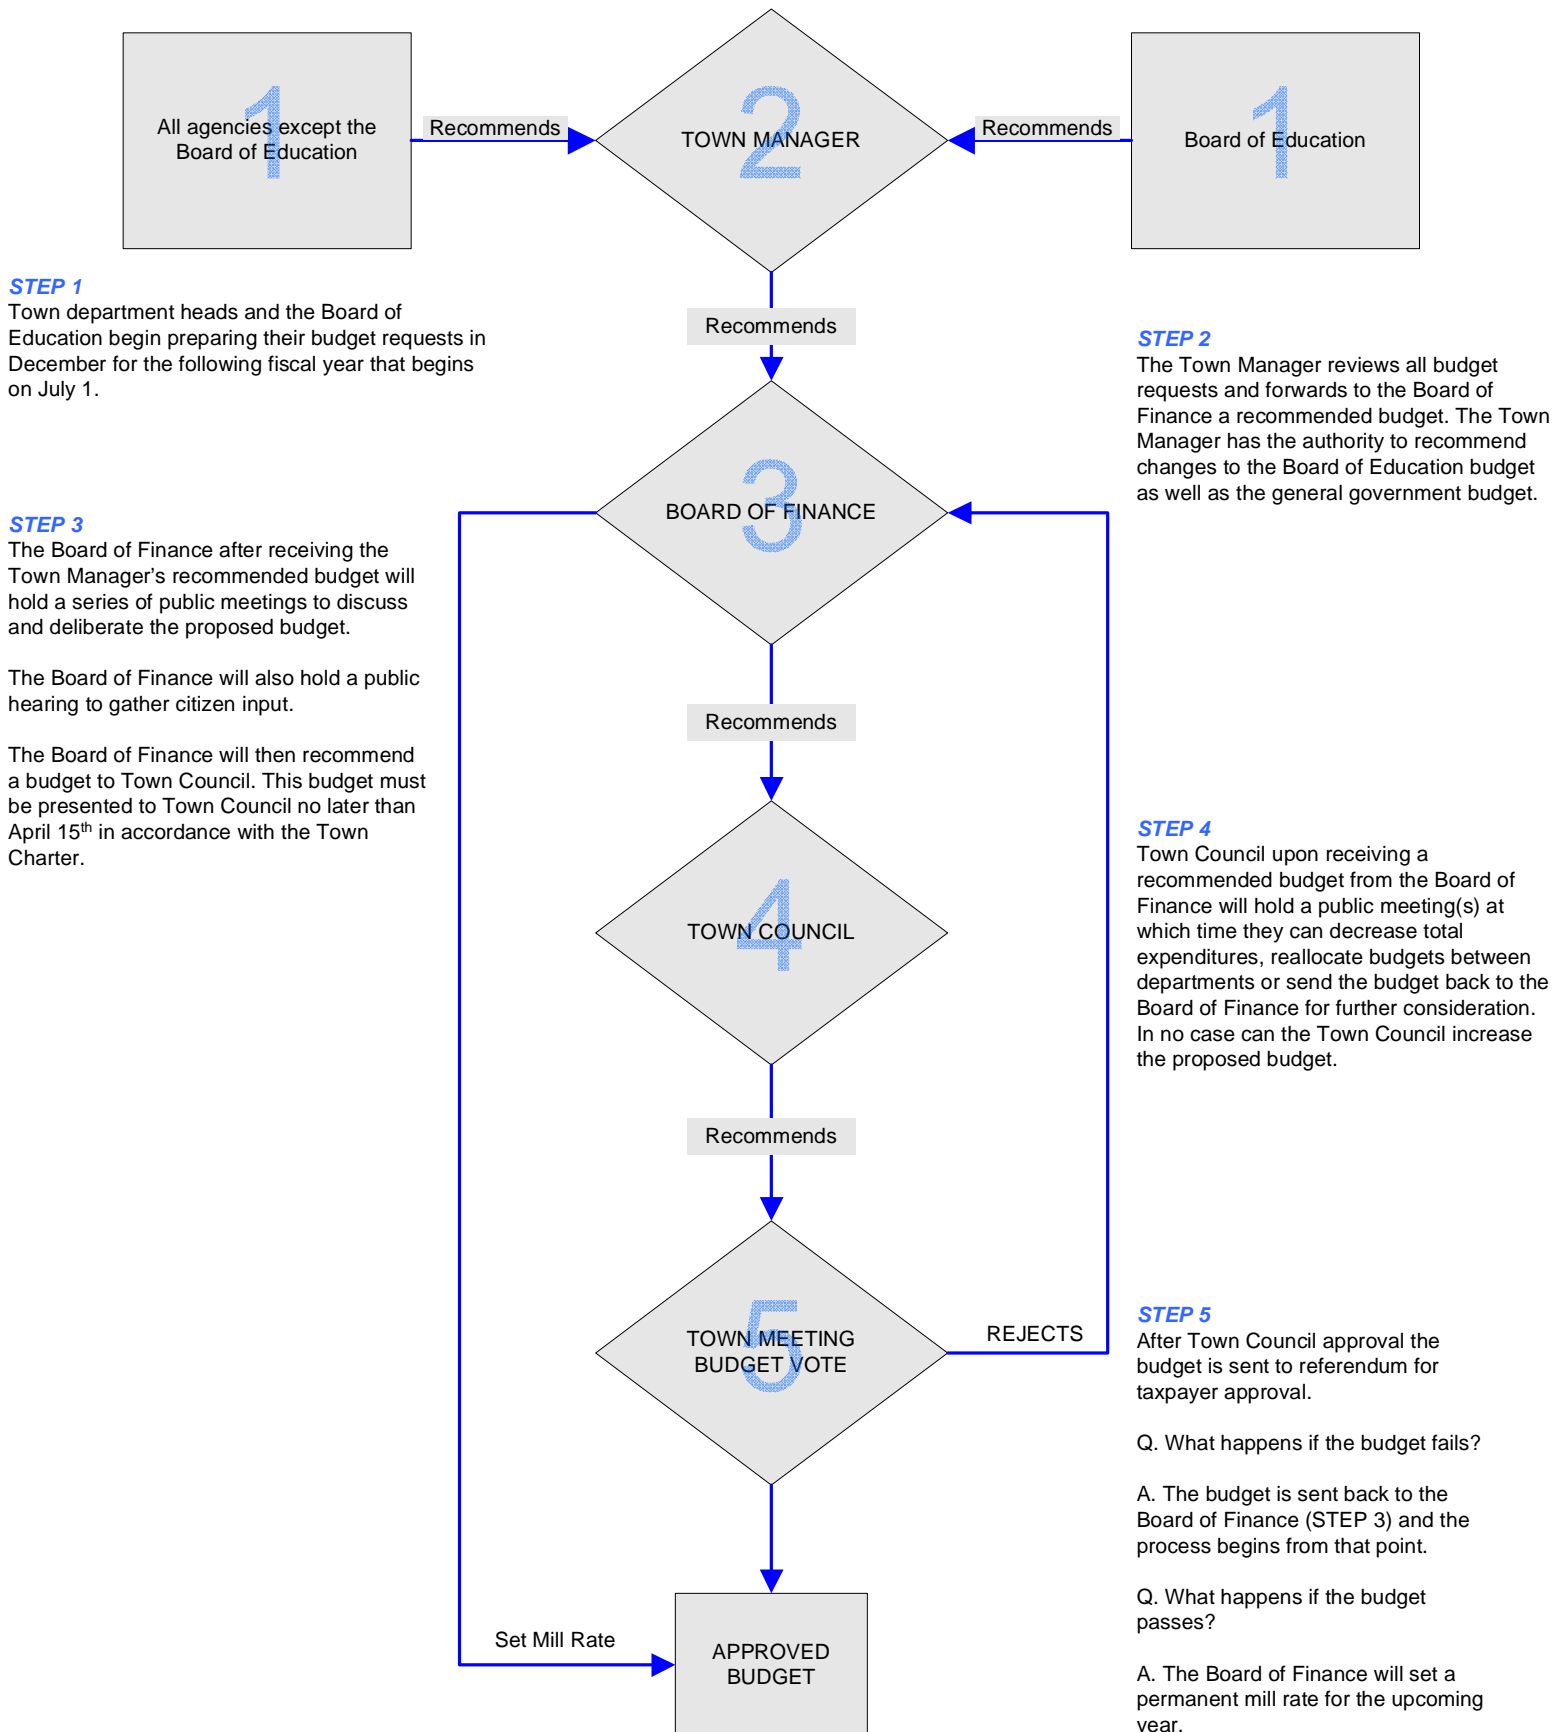 1
All agencies except the
Board of Education
Recommends
2
TOWN MANAGER
Recommends
1
Board of Education
STEP 1
Town department heads and the Board of
Education begin preparing their budget requests in
December for the following fiscal year that begins
on July 1.
Recommends
STEP 2
The Town Manager reviews all budget
requests and forwards to the Board of
Finance a recommended budget. The Town
Manager has the authority to recommend
changes to the Board of Education budget
as well as the general government budget.
3
BOARD OF FINANCE
STEP 3
The Board of Finance after receiving the
Town Manager’s recommended budget will
hold a series of public meetings to discuss
and deliberate the proposed budget.
The Board of Finance will also hold a public
hearing to gather citizen input.
The Board of Finance will then recommend
a budget to Town Council. This budget must
be presented to Town Council no later than
April 15th in accordance with the Town
Charter.
Recommends
4
TOWN COUNCIL
STEP 4
Town Council upon receiving a
recommended budget from the Board of
Finance will hold a public meeting(s) at
which time they can decrease total
expenditures, reallocate budgets between
departments or send the budget back to the
Board of Finance for further consideration.
In no case can the Town Council increase
the proposed budget.
Recommends
5
TOWN MEETING
BUDGET VOTE
REJECTS
STEP 5
After Town Council approval the
budget is sent to referendum for
taxpayer approval.
Q. What happens if the budget fails?
A. The budget is sent back to the
Board of Finance (STEP 3) and the
process begins from that point.
Q. What happens if the budget
passes?
A. The Board of Finance will set a
permanent mill rate for the upcoming
year.
Set Mill Rate
APPROVED
BUDGET